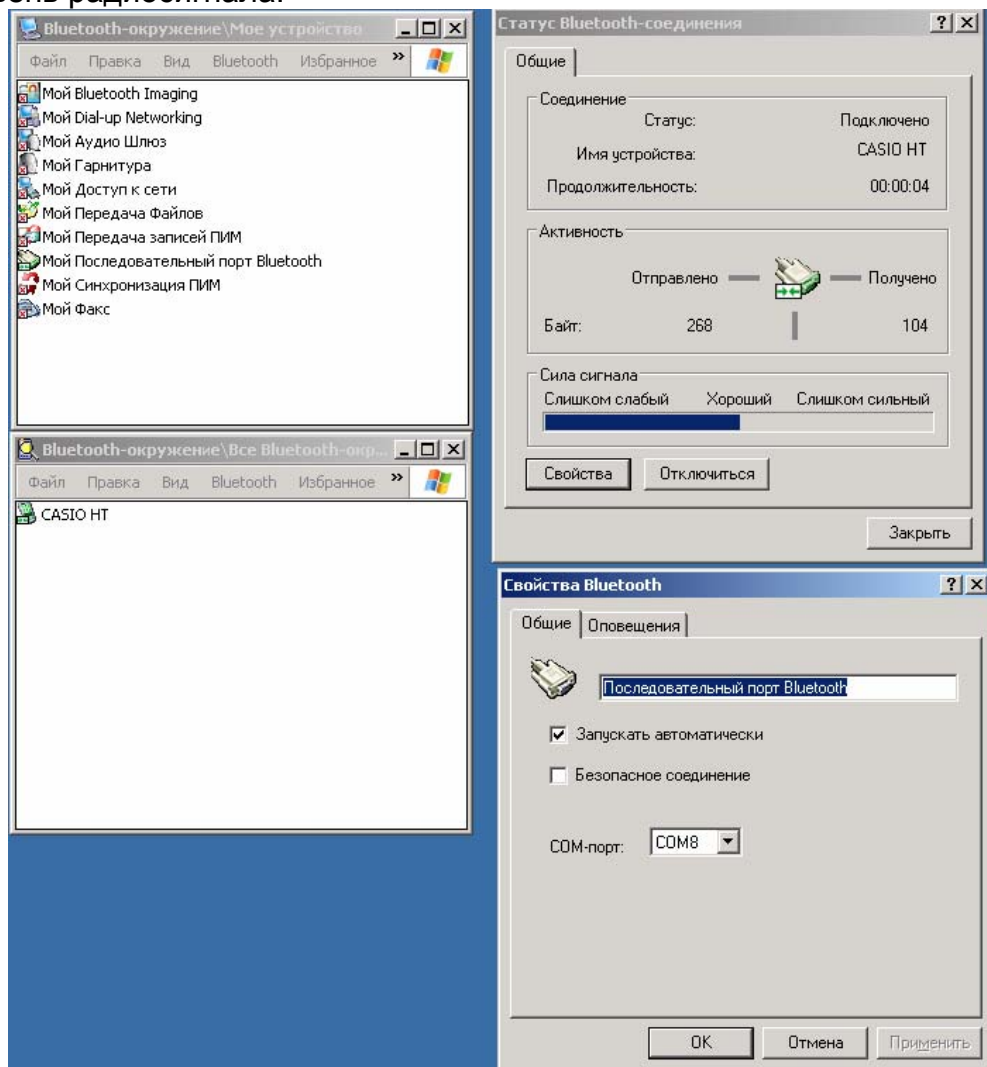 ень радиосигнала.
Bluetooth-окружение\Мое устройство
Файл Правка Вид Bluetooth Избранное »
Мой Bluetooth Imaging
Мой Dial-up Networking
Мой Аудио Шлюз
Мой Гарнитура
Мой Доступ к сети
Мой Передача Файлов
Мой Передача записей ПИМ
Мой Последовательный порт Bluetooth
Мой Синхронизация ПИМ
Мой Факс
Bluetooth-окружение\Все Bluetooth-окр...
Файл Правка Вид Bluetooth Избранное »
CASIO HT
Статус Bluetooth-соединения
Общие
Соединение
Статус: Подключено
Имя устройства: CASIO HT
Продолжительность: 00:00:04
Активность
Отправлено Получено
Байт: 268 104
Сила сигнала
Слишком слабый Хороший Слишком сильный
Свойства Отключиться
Закрыть
Свойства Bluetooth
Общие Оповещения
Последовательный порт Bluetooth
Запускать автоматически
Безопасное соединение
COM-порт: COM8
OK Отмена Применить